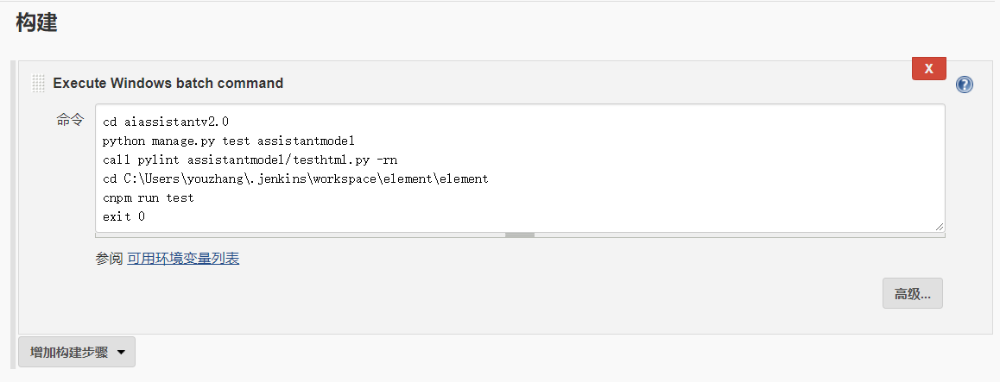 构建
X
Execute Windows batch command
?
命令
cd aiassistantv2.0
python manage.py test assistantmodel
call pylint assistantmodel/testhtml.py -rn
cd C:\Users\youzhang\.jenkins\workspace\element\element
cnpm run test
exit 0
参阅 可用环境变量列表
高级...
增加构建步骤